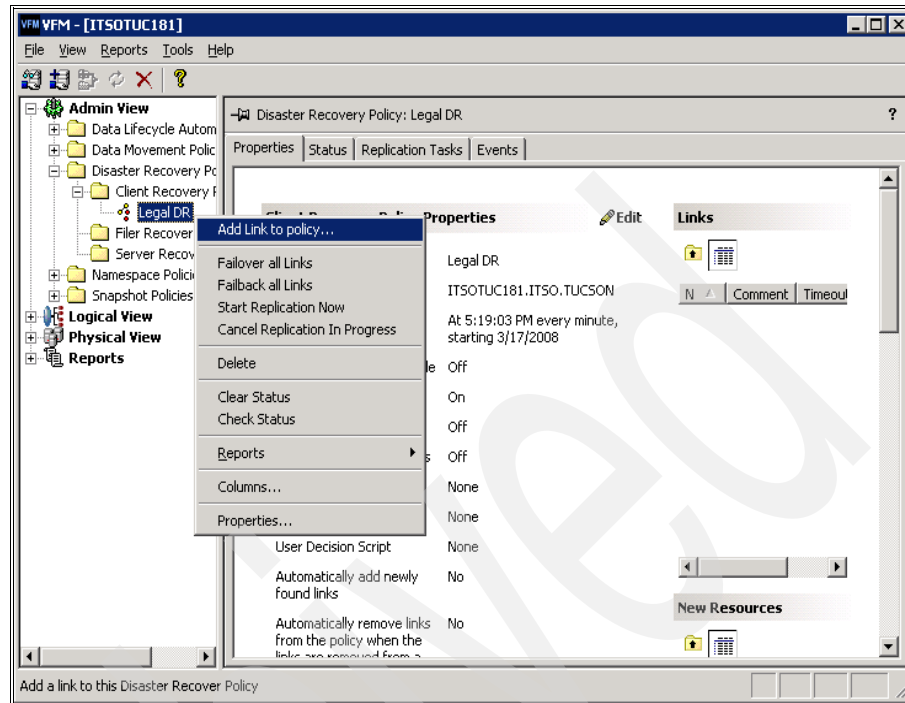 VFM VFM - [ITSOTUC181]
File View Reports Tools Help
Admin View
Data Lifecycle Autom
Data Movement Polic
Disaster Recovery Po
Client Recovery P
Legal DR
Filer Recover
Server Recov
Namespace Polici
Snapshot Policies
Logical View
Physical View
Reports
Disaster Recovery Policy: Legal DR ?
Properties Status Replication Tasks Events
Properties Edit
Legal DR
ITSOTUC181.ITSO.TUCSON
At 5:19:03 PM every minute,
starting 3/17/2008
le Off
On
Off
s Off
None
None
User Decision Script None
Automatically add newly No
found links
Automatically remove links No
from the policy when the
links are removed from a
Add Link to policy...
Failover all Links
Failback all Links
Start Replication Now
Cancel Replication In Progress
Delete
Clear Status
Check Status
Reports
Columns...
Properties...
Links
N Comment Timeout
New Resources
Add a link to this Disaster Recover Policy